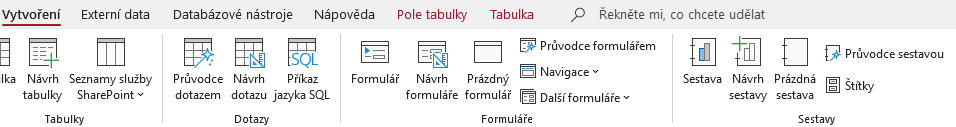 Vytvoření Externí data Databázové nástroje Nápověda Pole tabulky Tabulka Řekněte mi, co chcete udělat
lka Návrh tabulky Seznamy služby SharePoint
Tabulky
Průvodce dotazem Návrh dotazu Příkaz jazyka SQL
SQL
Dotazy
Formulář Návrh formuláře Prázdný formulář
Průvodce formulářem
Navigace
Další formuláře
Formuláře
Sestava Návrh sestavy Prázdná sestava
Průvodce sestavou
Štítky
Sestavy